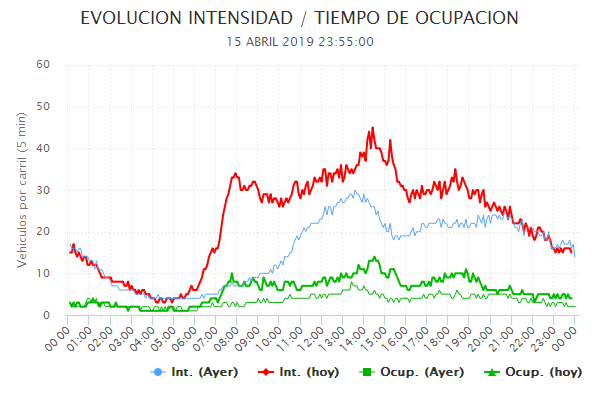 EVOLUCION INTENSIDAD / TIEMPO DE OCUPACION
15 ABRIL 2019 23:55:00
Vehículos por carril (5 min)
60
50
40
30
20
10
0
00:00 01:00 02:00 03:00 04:00 05:00 06:00 07:00 08:00 09:00 10:00 11:00 12:00 13:00 14:00 15:00 16:00 17:00 18:00 19:00 20:00 21:00 22:00 23:00 00:00
Int. (Ayer) Int. (hoy) Ocup. (Ayer) Ocup. (hoy)